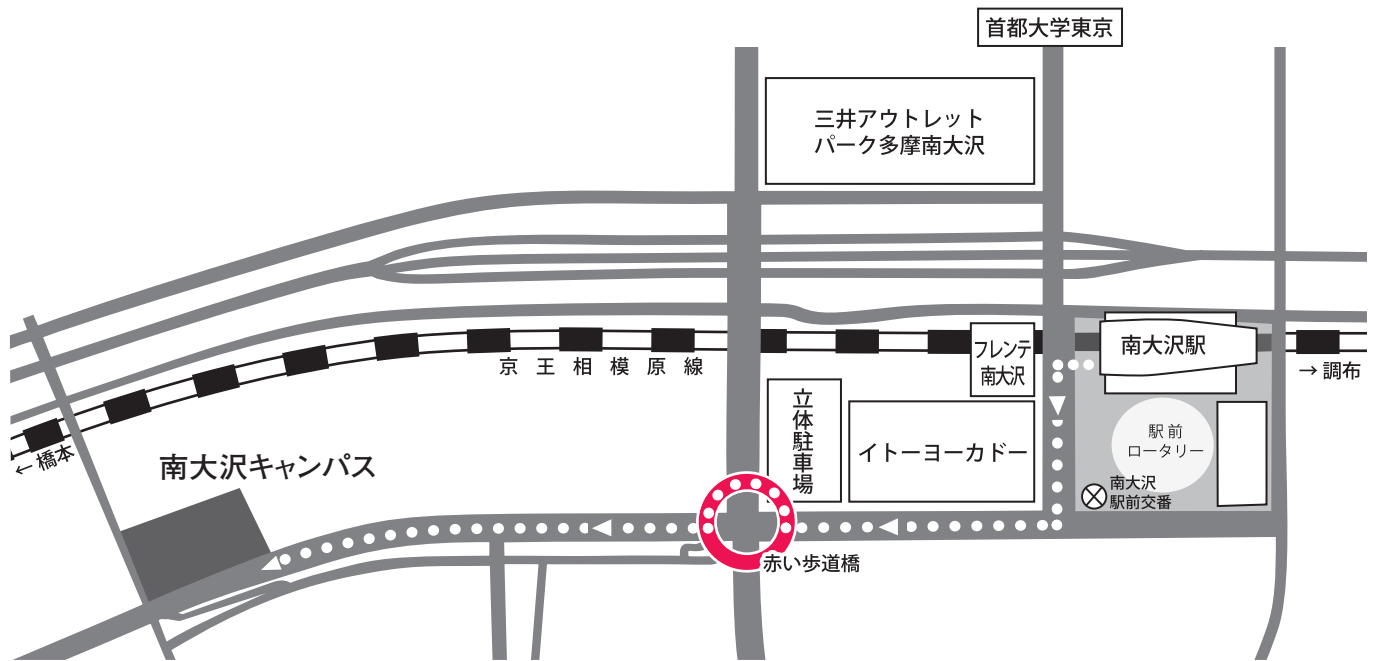 首都大学東京
三井アウトレット
パーク多摩南大沢
フレンテ
南大沢
南大沢駅
京王相模原線
→調布
←橋本
立体駐車場
イトーヨーカドー
駅前
ロータリー
南大沢キャンパス
南大沢
駅前交番
赤い歩道橋